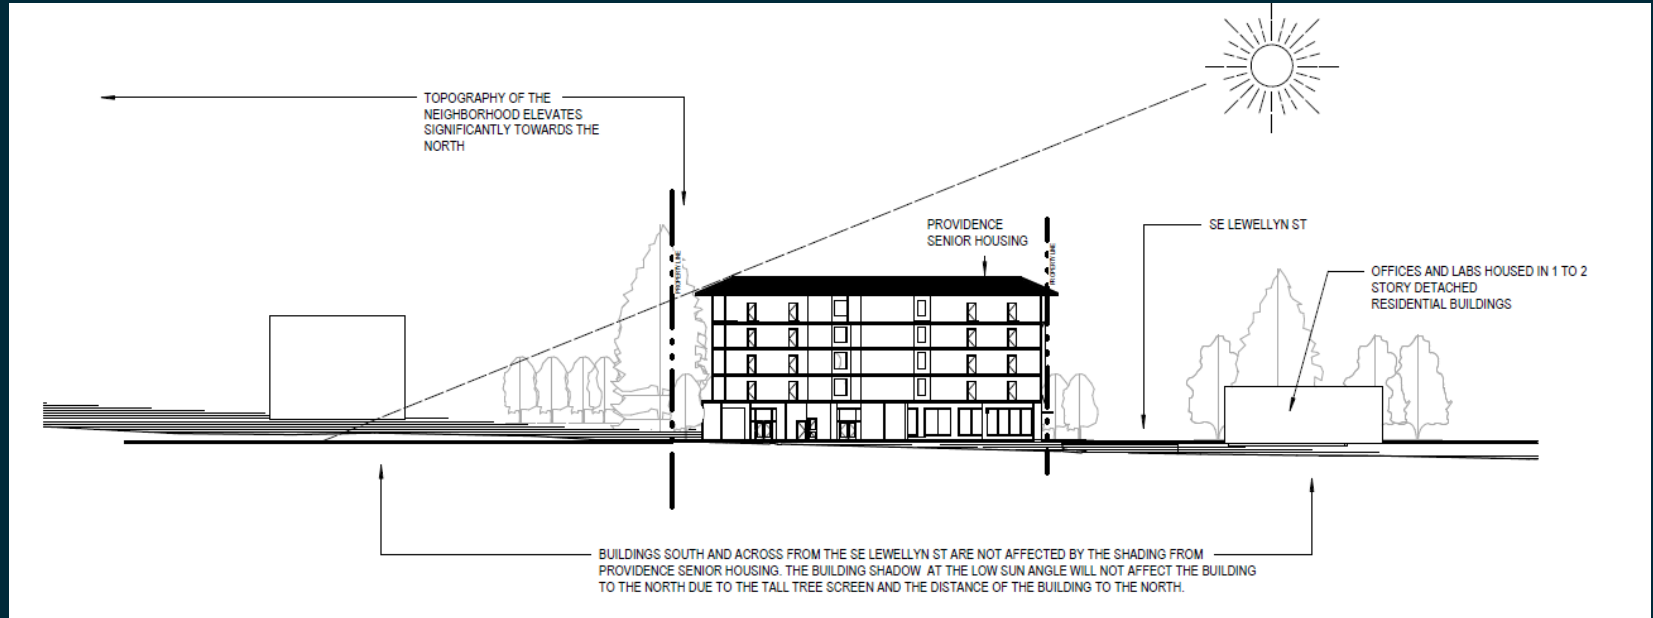 TOPOGRAPHY OF THE
NEIGHBORHOOD ELEVATES
SIGNIFICANTLY TOWARDS THE
NORTH
PROPERTY LINE
PROVIDENCE
SENIOR HOUSING
PROPERTY LINE
SE LEWELLYN ST
OFFICES AND LABS HOUSED IN 1 TO 2
STORY DETACHED
RESIDENTIAL BUILDINGS
BUILDINGS SOUTH AND ACROSS FROM THE SE LEWELLYN ST ARE NOT AFFECTED BY THE SHADING FROM
PROVIDENCE SENIOR HOUSING. THE BUILDING SHADOW AT THE LOW SUN ANGLE WILL NOT AFFECT THE BUILDING
TO THE NORTH DUE TO THE TALL TREE SCREEN AND THE DISTANCE OF THE BUILDING TO THE NORTH.